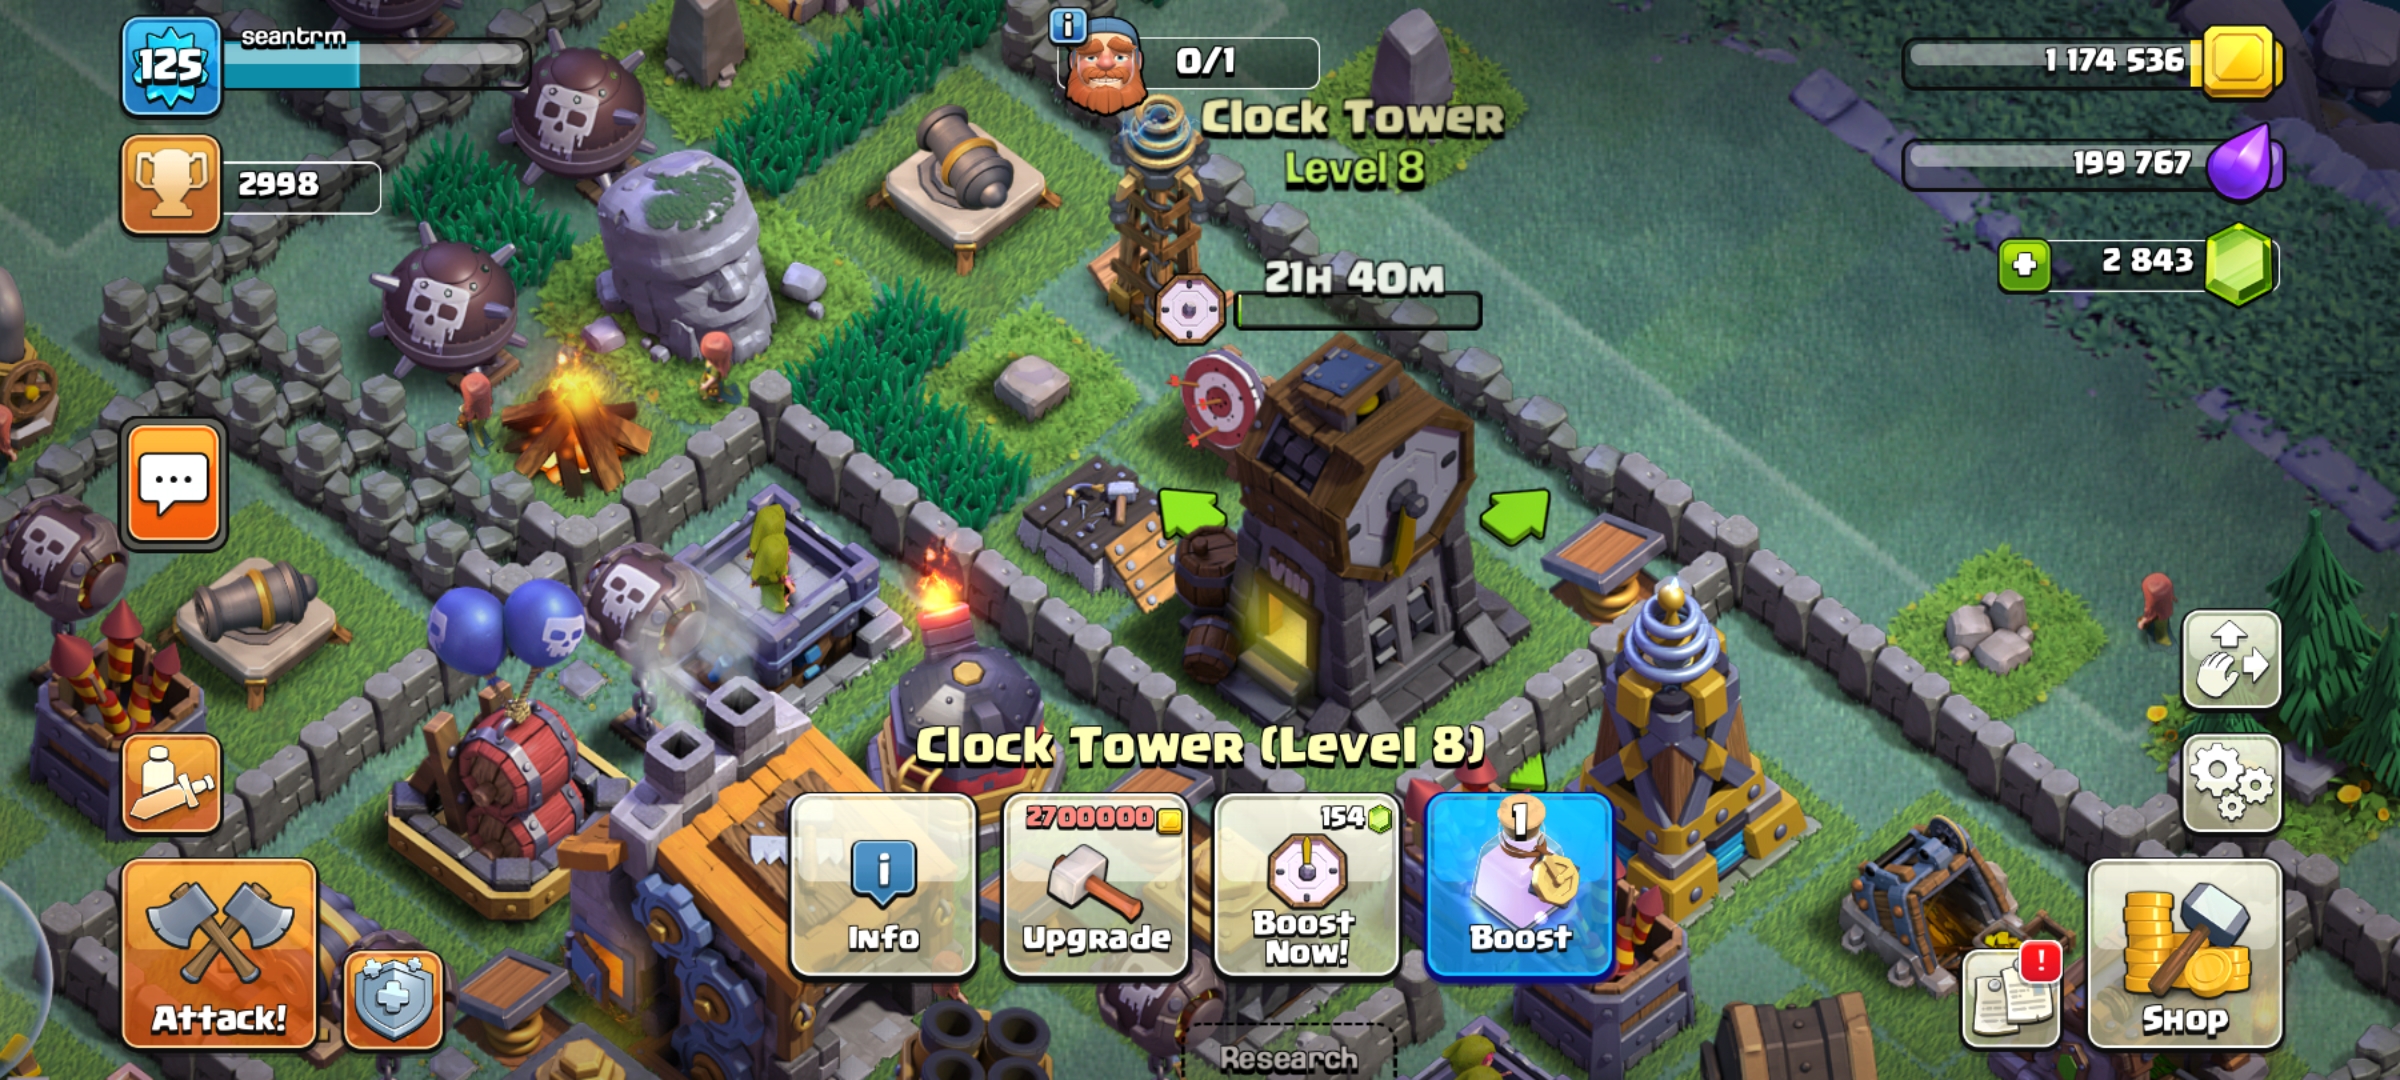 125
seantrm
0/1
1 174 536
Clock Tower
Level 8
2998
199 767
21H 40M
2 843
VIII
Clock Tower (Level 8)
2700000
154
1
Info
Upgrade
Boost
Now!
Boost
!
Attack!
Shop
Research